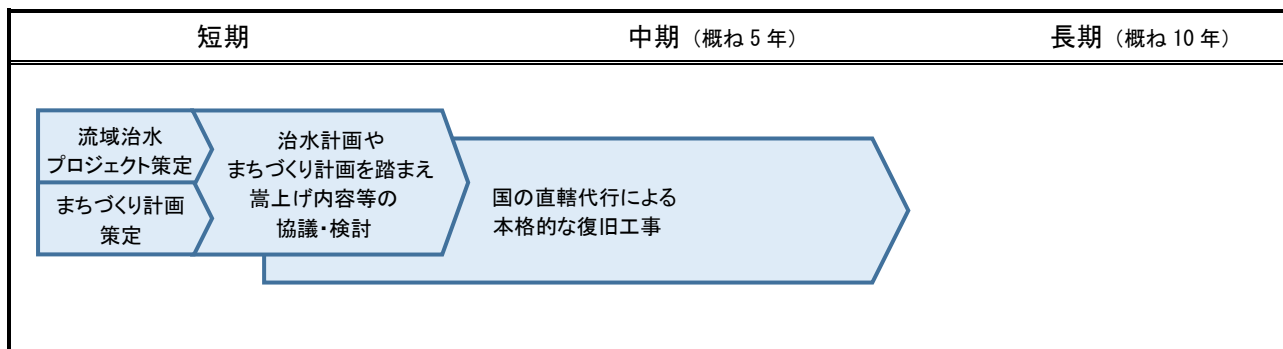 短期
中期（概ね 5 年）
長期（概ね 10 年）
流域治水
プロジェクト策定
まちづくり計画
策定
治水計画や
まちづくり計画を踏まえ
嵩上げ内容等の
協議・検討
国の直轄代行による
本格的な復旧工事